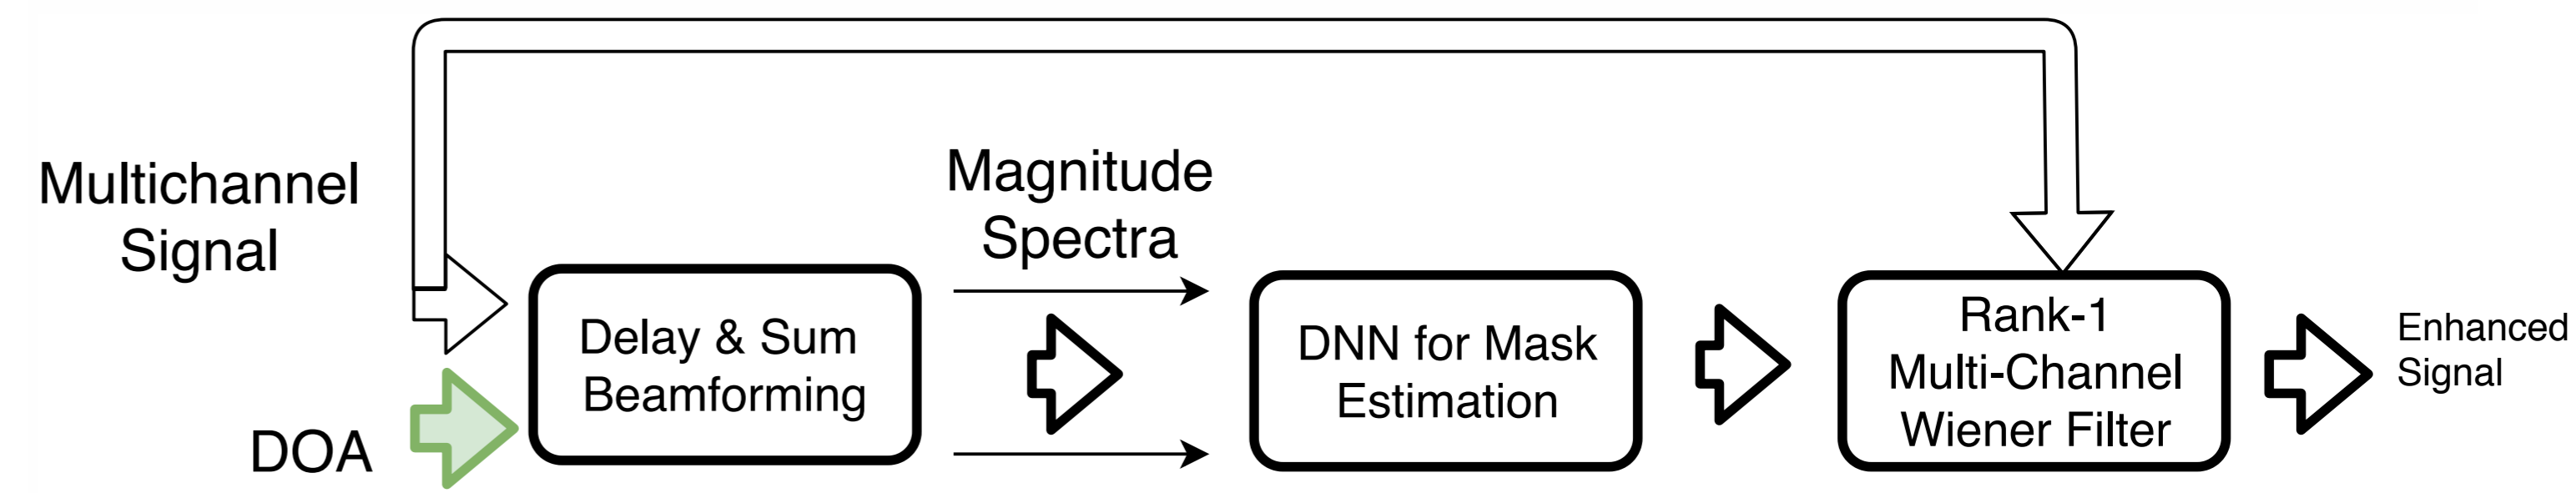 Multichannel
Signal
DOA
Delay & Sum
Beamforming
Magnitude
Spectra
DNN for Mask
Estimation
Rank-1
Multi-Channel
Wiener Filter
Enhanced
Signal